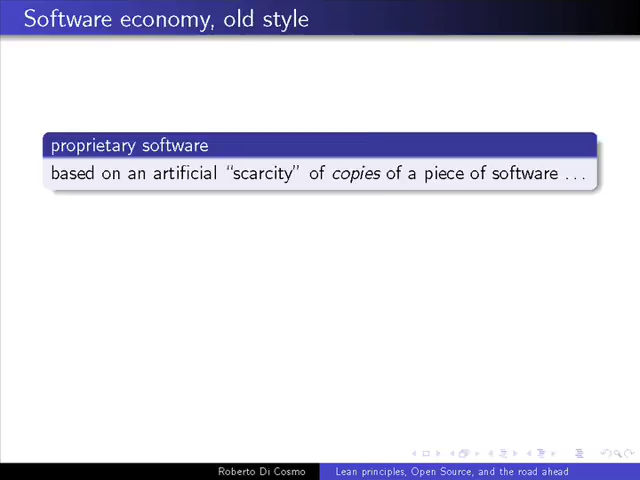 Software economy, old style
proprietary software
based on an artificial “scarcity” of copies of a piece of software . . .
Roberto Di Cosmo
Lean principles, Open Source, and the road ahead